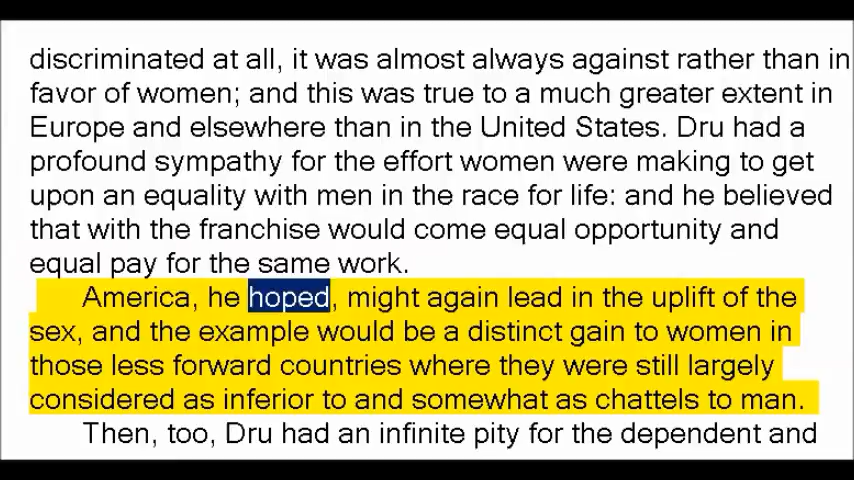 discriminated at all, it was almost always against rather than in
favor of women; and this was true to a much greater extent in
Europe and elsewhere than in the United States. Dru had a
profound sympathy for the effort women were making to get
upon an equality with men in the race for life: and he believed
that with the franchise would come equal opportunity and
equal pay for the same work.
America, he hoped, might again lead in the uplift of the
sex, and the example would be a distinct gain to women in
those less forward countries where they were still largely
considered as inferior to and somewhat as chattels to man.
Then, too, Dru had an infinite pity for the dependent and